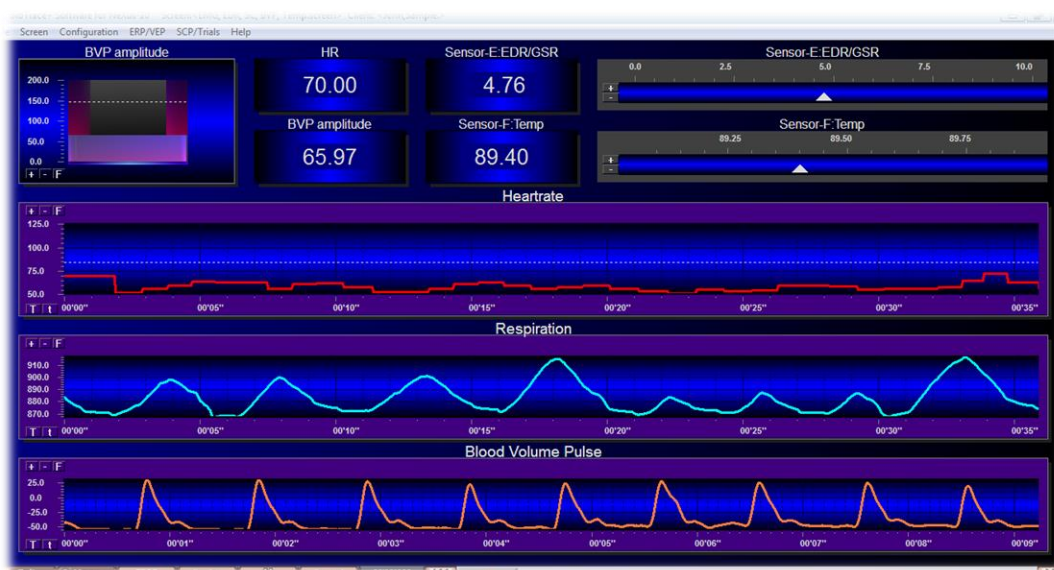 Screen Configuration ERP/VEP SCP/Trials Help
BVP amplitude
200.0
150.0
100.0
50.0
0.0
+ - F
HR
70.00
Sensor-E:EDR/GSR
4.76
BVP amplitude
65.97
Sensor-F:Temp
89.40
Sensor-E:EDR/GSR
0.0 2.5 5.0 7.5 10.0
+
-
Sensor-F:Temp
89.25 89.50 89.75
+
-
Heartrate
+ - F
125.0
100.0
75.0
50.0
T t 00'00" 00'05" 00'10" 00'15" 00'20" 00'25" 00'30" 00'35"
Respiration
+ - F
910.0
900.0
890.0
880.0
870.0
T t 00'00" 00'05" 00'10" 00'15" 00'20" 00'25" 00'30" 00'35"
Blood Volume Pulse
+ - F
25.0
0.0
-25.0
-50.0
T t 00'00" 00'01" 00'02" 00'03" 00'04" 00'05" 00'06" 00'07" 00'08" 00'09"